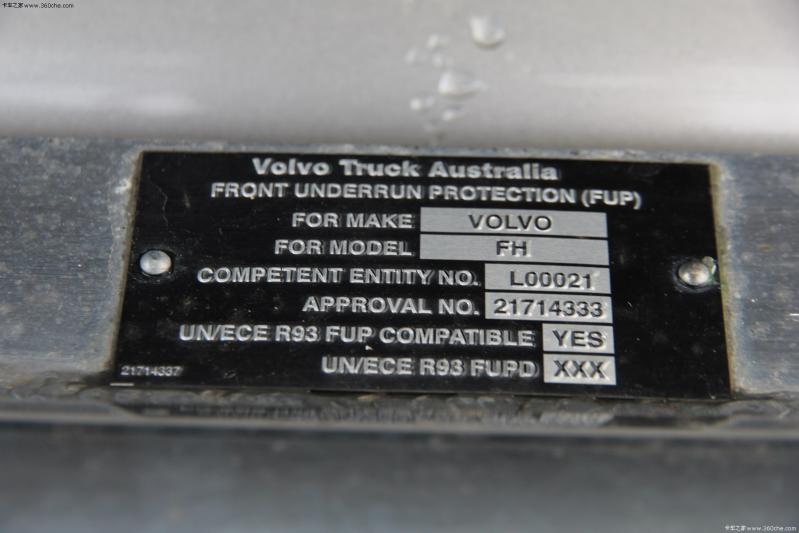 卡车之家 www.360che.com
Volvo Truck Australia
FRONT UNDERRUN PROTECTION (FUP)
FOR MAKE VOLVO
FOR MODEL FH
COMPETENT ENTITY NO. L00021
APPROVAL NO. 21714333
UN/ECE R93 FUP COMPATIBLE YES
UN/ECE R93 FUPD XXX
21714337
卡车之家 www.360che.com